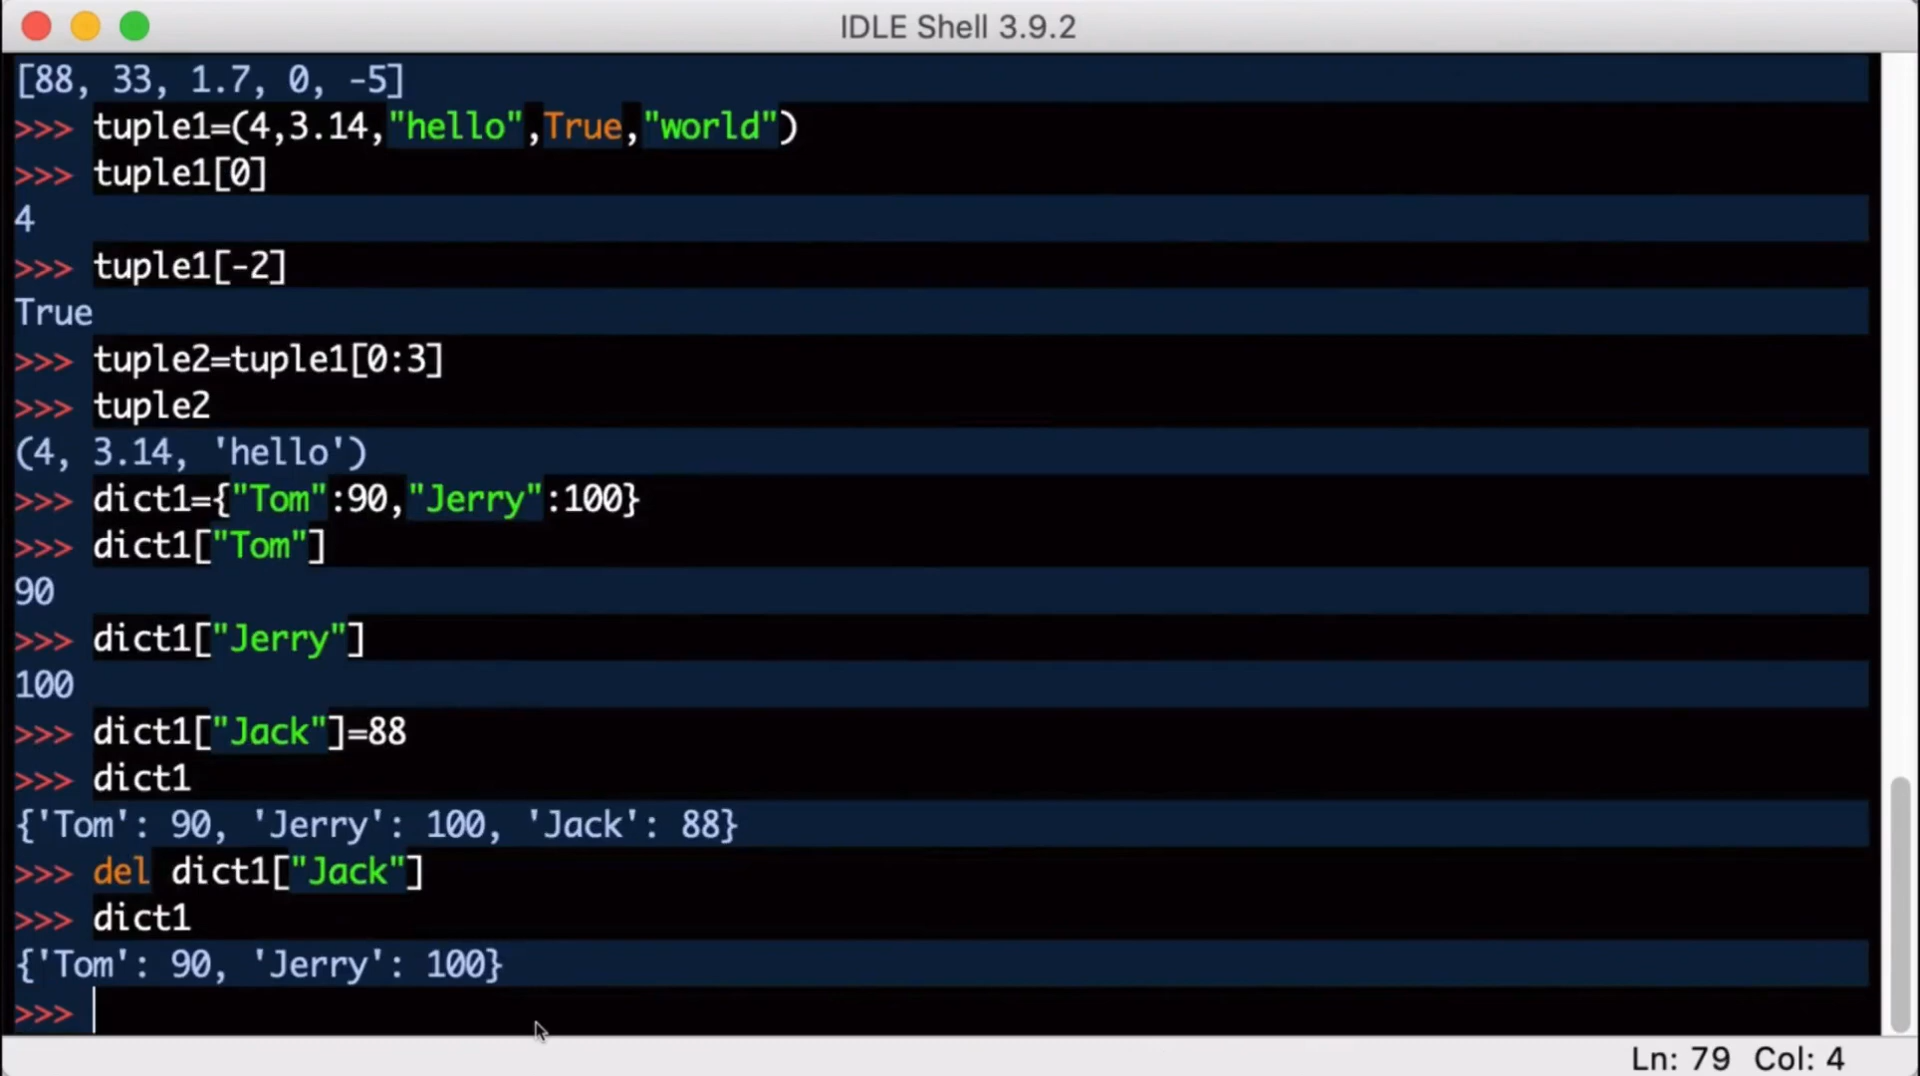 IDLE Shell 3.9.2
[88, 33, 1.7, 0, -5]
>>> tuple1=(4,3.14,"hello",True,"world")
>>> tuple1[0]
4
>>> tuple1[-2]
True
>>> tuple2=tuple1[0:3]
>>> tuple2
(4, 3.14, 'hello')
>>> dict1={"Tom":90,"Jerry":100}
>>> dict1["Tom"]
90
>>> dict1["Jerry"]
100
>>> dict1["Jack"]=88
>>> dict1
{'Tom': 90, 'Jerry': 100, 'Jack': 88}
>>> del dict1["Jack"]
>>> dict1
{'Tom': 90, 'Jerry': 100}
>>>
Ln: 79 Col: 4